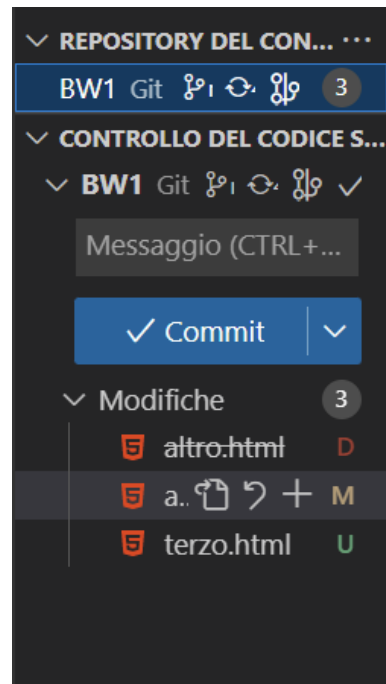 REPOSITORY DEL CON... ...
BW1 Git 3
CONTROLLO DEL CODICE S...
BW1 Git
Messaggio (CTRL+...
Commit
Modifiche 3
altro.html D
a.. M
terzo.html U